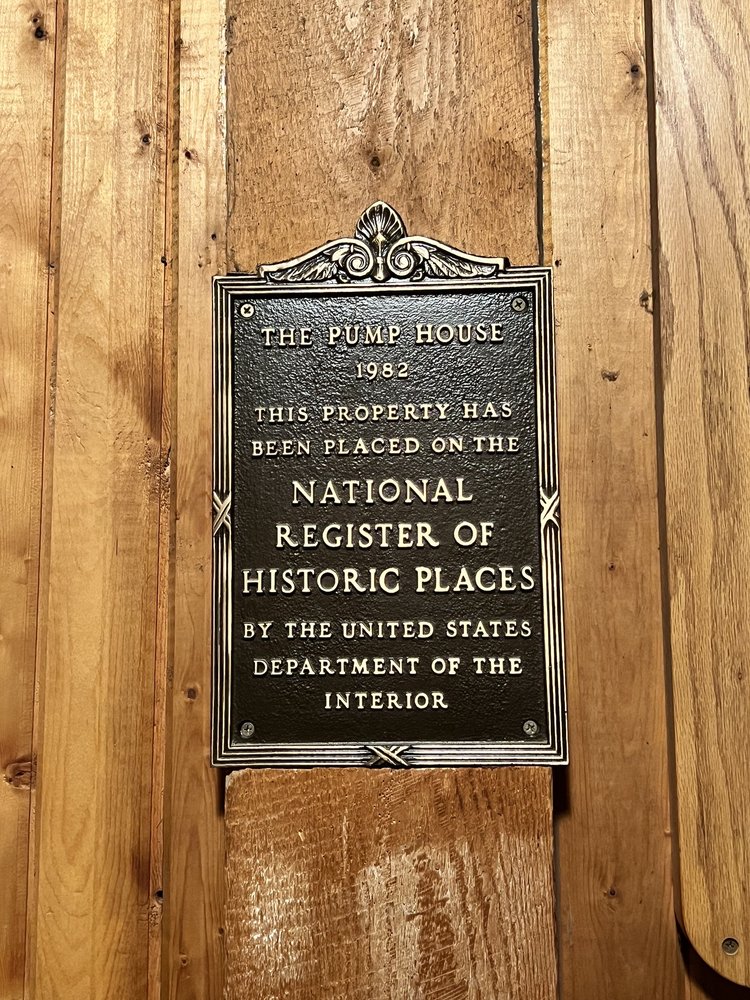 THE PUMP HOUSE
1982
THIS PROPERTY HAS
BEEN PLACED ON THE
NATIONAL
REGISTER OF
HISTORIC PLACES
BY THE UNITED STATES
DEPARTMENT OF THE
INTERIOR